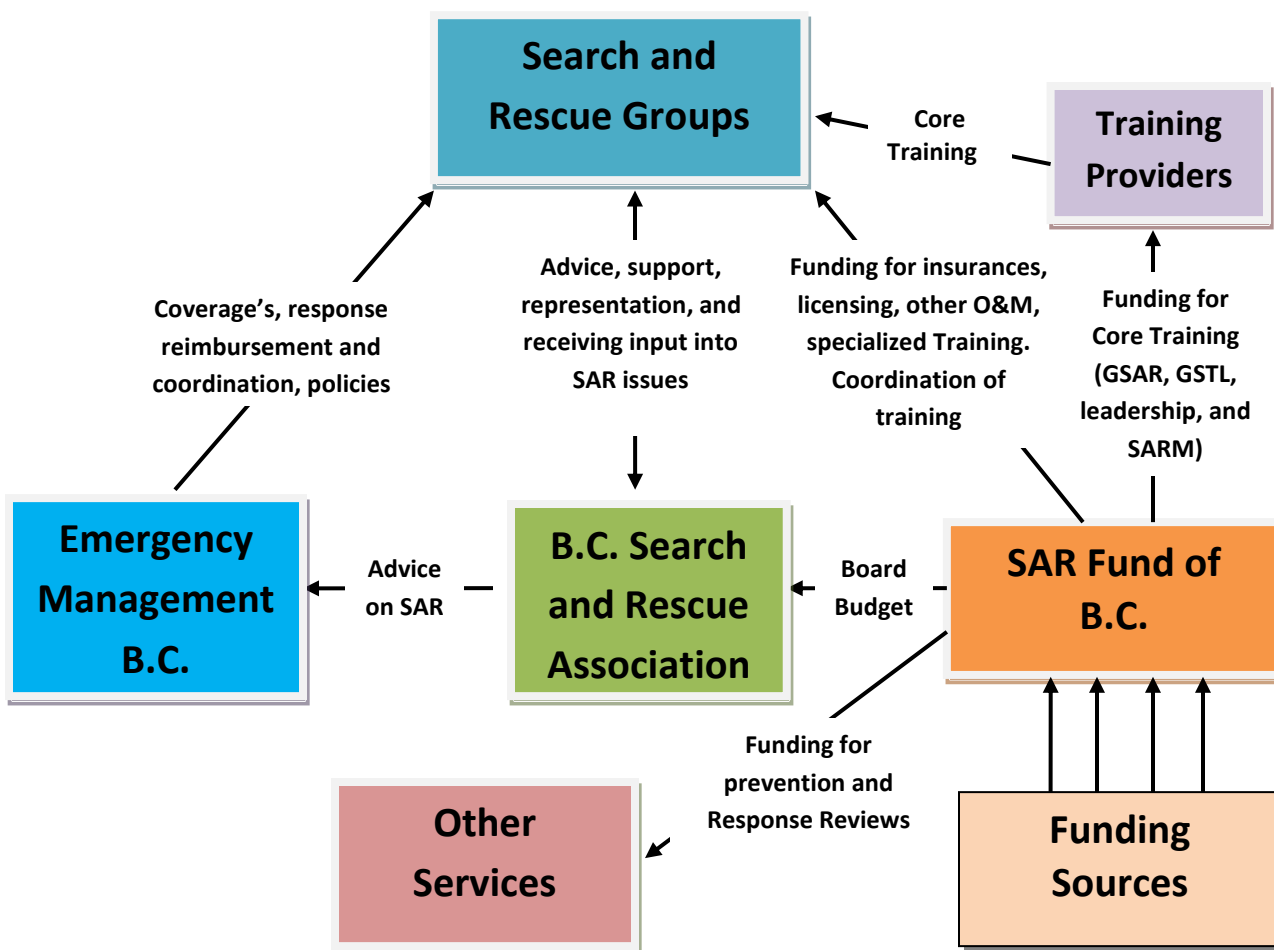 Search and
Rescue Groups
Core
Training
Training
Providers
Coverage's, response
reimbursement and
coordination, policies
Advice, support,
representation, and
receiving input into
SAR issues
Funding for insurances,
licensing, other O&M,
specialized Training.
Coordination of
training
Funding for
Core Training
(GSAR, GSTL,
leadership, and
SARM)
Emergency
Management
B.C.
Advice
on SAR
B.C. Search
and Rescue
Association
Board
Budget
SAR Fund of
B.C.
Funding for
prevention and
Response Reviews
Other
Services
Funding
Sources